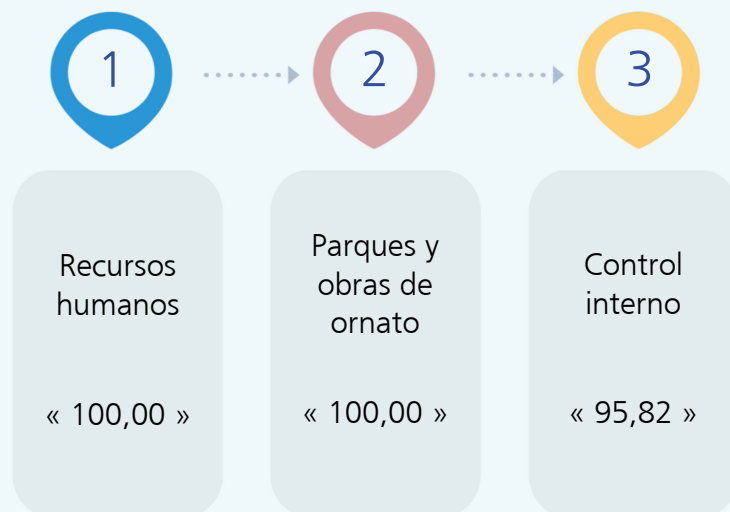 1
2
3
Recursos
humanos
« 100,00 »
Parques y
obras de
ornato
« 100,00 »
Control
interno
« 95,82 »